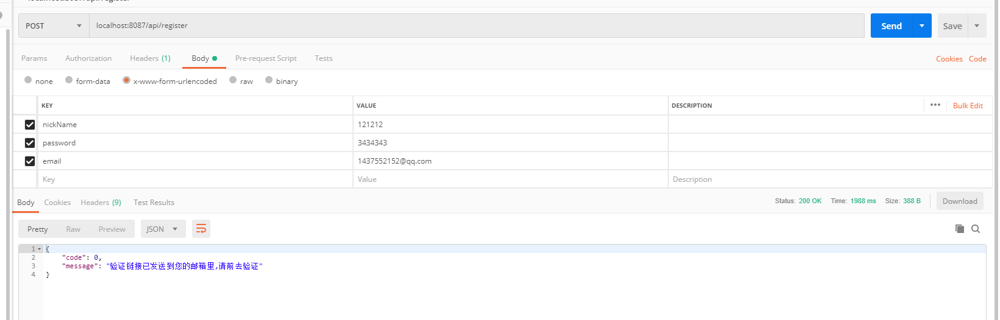 POST localhost:8087/api/register Send Save
Params Authorization Headers (1) Body Pre-request Script Tests Cookies Code
none form-data x-www-form-urlencoded raw binary
KEY VALUE DESCRIPTION ••• Bulk Edit
nickName 121212
password 3434343
email 1437552152@qq.com
Key Value Description
Body Cookies Headers (9) Test Results Status: 200 OK Time: 1988 ms Size: 388 B Download
Pretty Raw Preview JSON
1 {
2 "code": 0,
3 "message": "验证链接已发送到您的邮箱里,请前去验证"
4 }